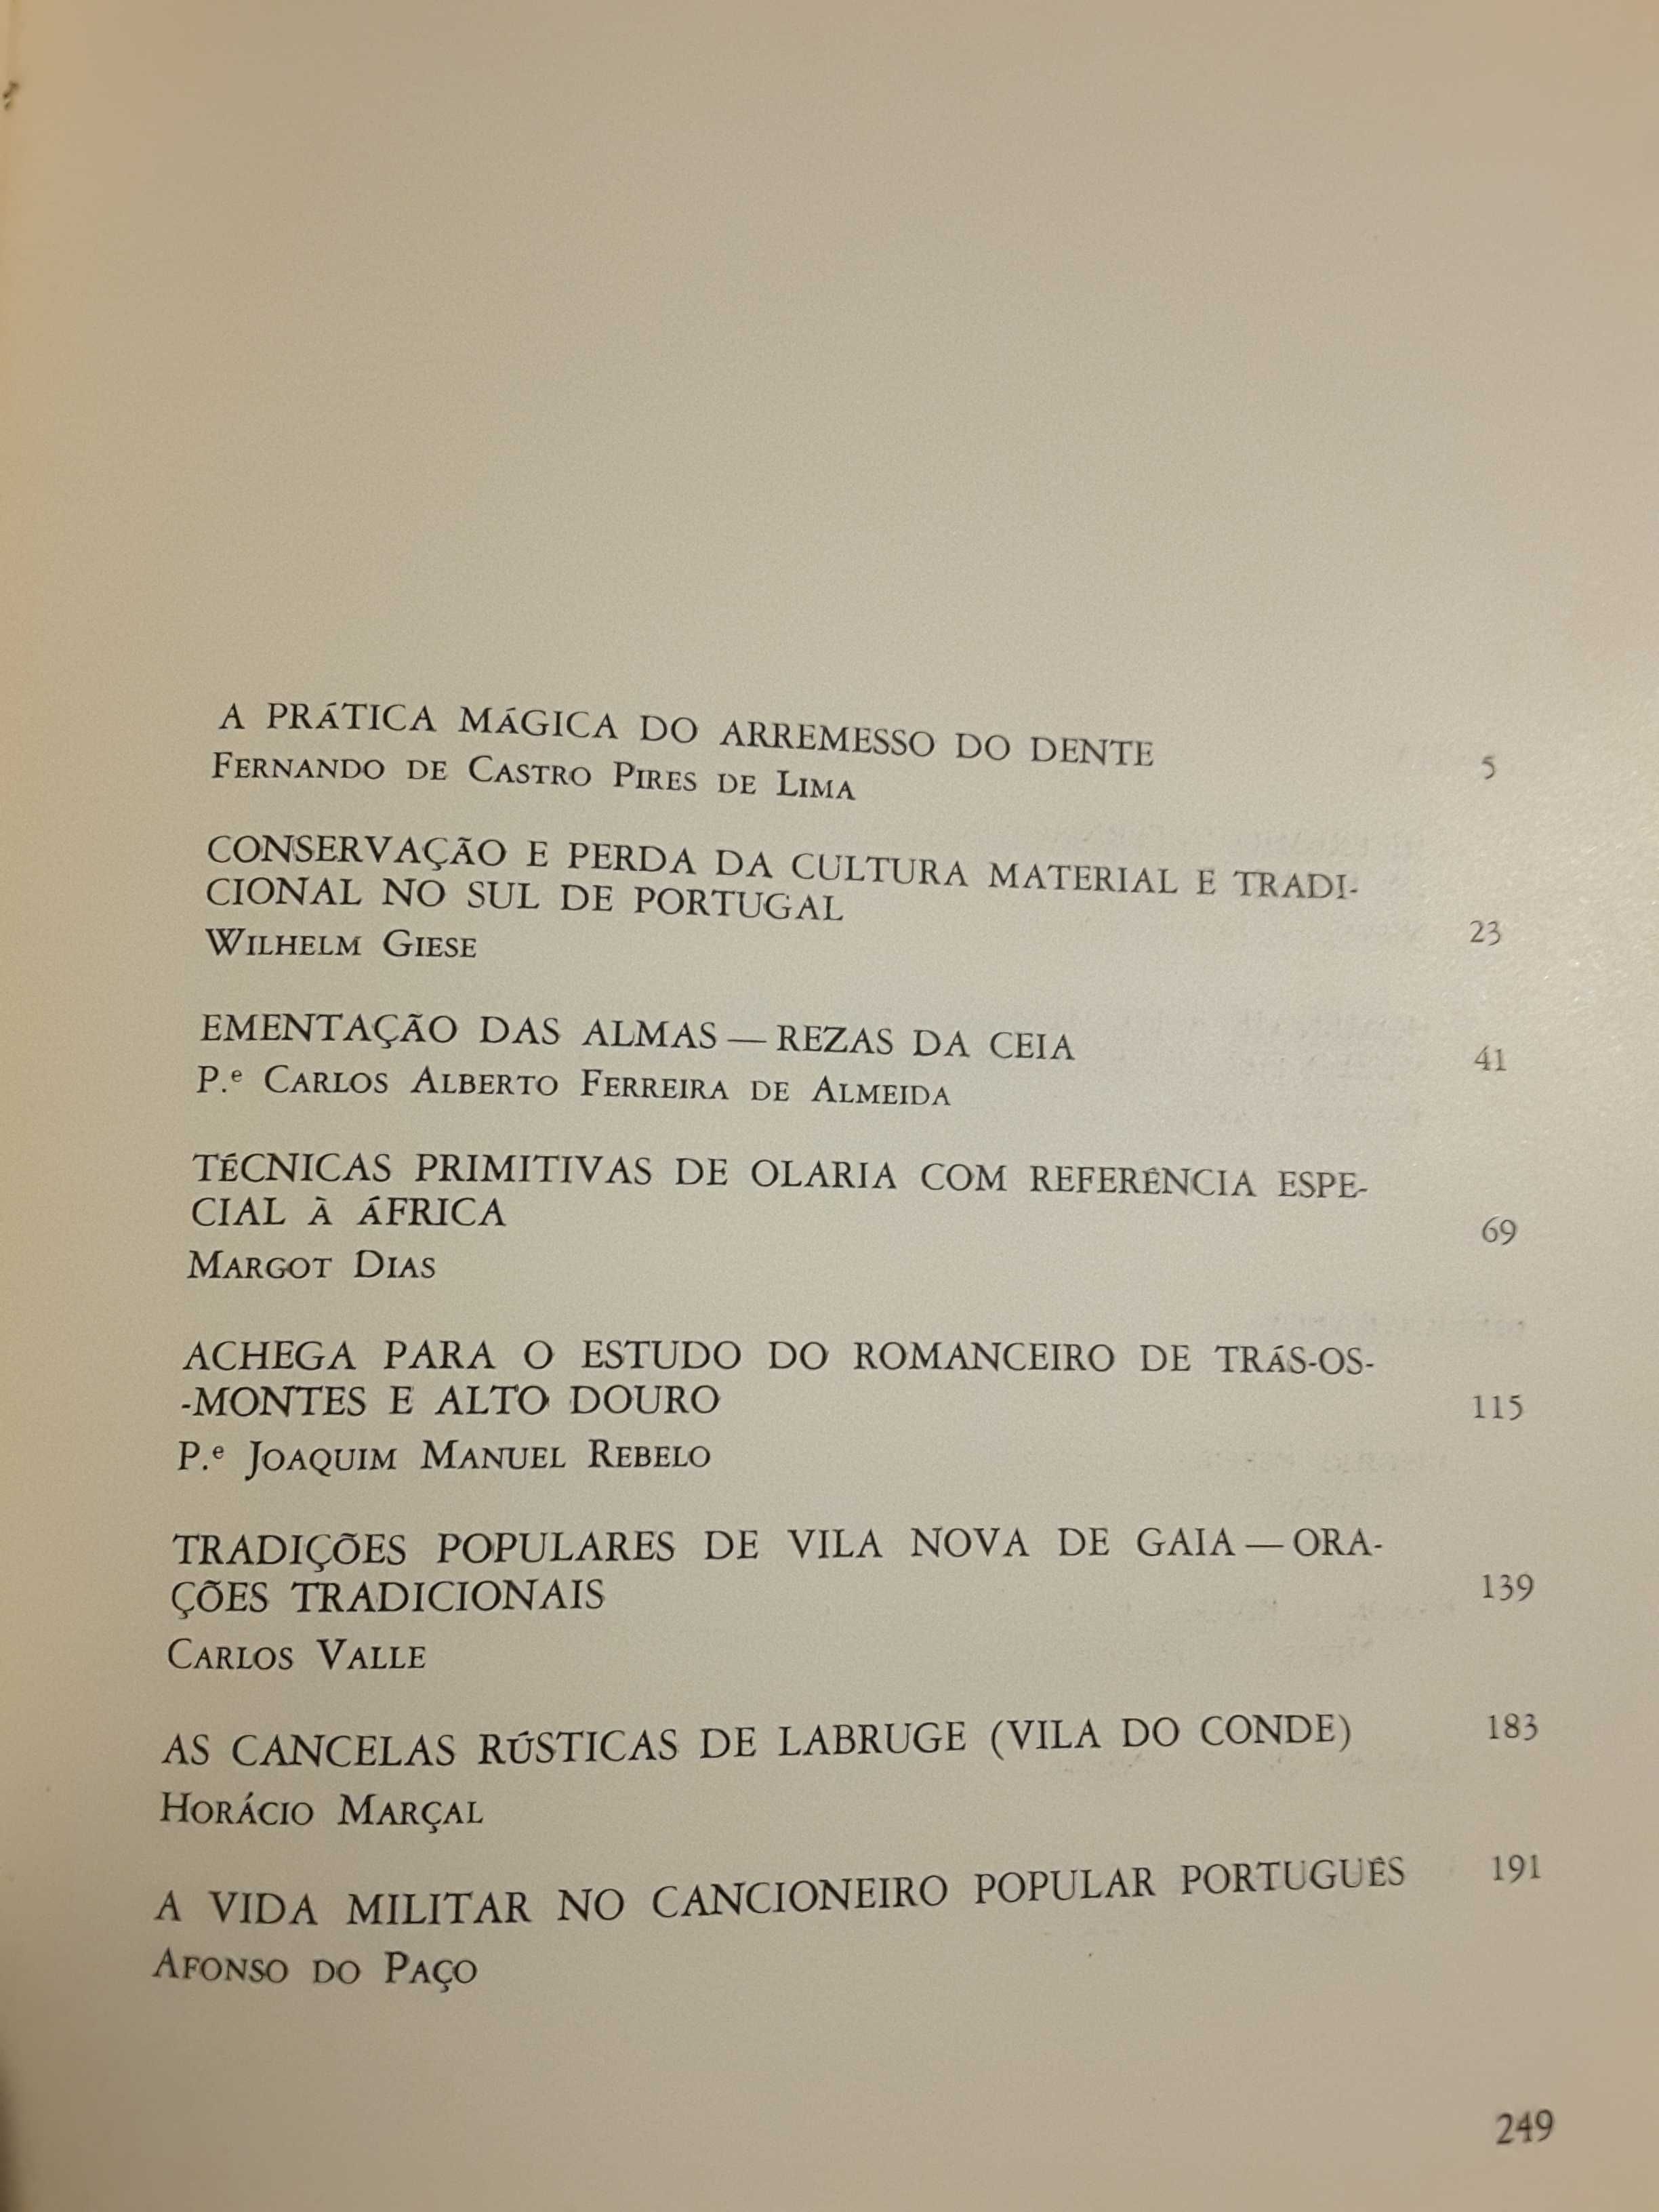 A PRÁTICA MÁGICA DO ARREMESSO DO DENTE 5
FERNANDO DE CASTRO PIRES DE LIMA
CONSERVAÇÃO E PERDA DA CULTURA MATERIAL E TRADI-
CIONAL NO SUL DE PORTUGAL 23
WILHELM GIESE
EMENTAÇÃO DAS ALMAS — REZAS DA CEIA 41
P.e CARLOS ALBERTO FERREIRA DE ALMEIDA
TÉCNICAS PRIMITIVAS DE OLARIA COM REFERÊNCIA ESPE-
CIAL À ÁFRICA 69
MARGOT DIAS
ACHEGA PARA O ESTUDO DO ROMANCEIRO DE TRÁS-OS-
-MONTES E ALTO DOURO 115
P.e JOAQUIM MANUEL REBELO
TRADIÇÕES POPULARES DE VILA NOVA DE GAIA — ORA-
ÇÕES TRADICIONAIS 139
CARLOS VALLE
AS CANCELAS RÚSTICAS DE LABRUGE (VILA DO CONDE) 183
HORÁCIO MARÇAL
A VIDA MILITAR NO CANCIONEIRO POPULAR PORTUGUÊS 191
AFONSO DO PAÇO
249